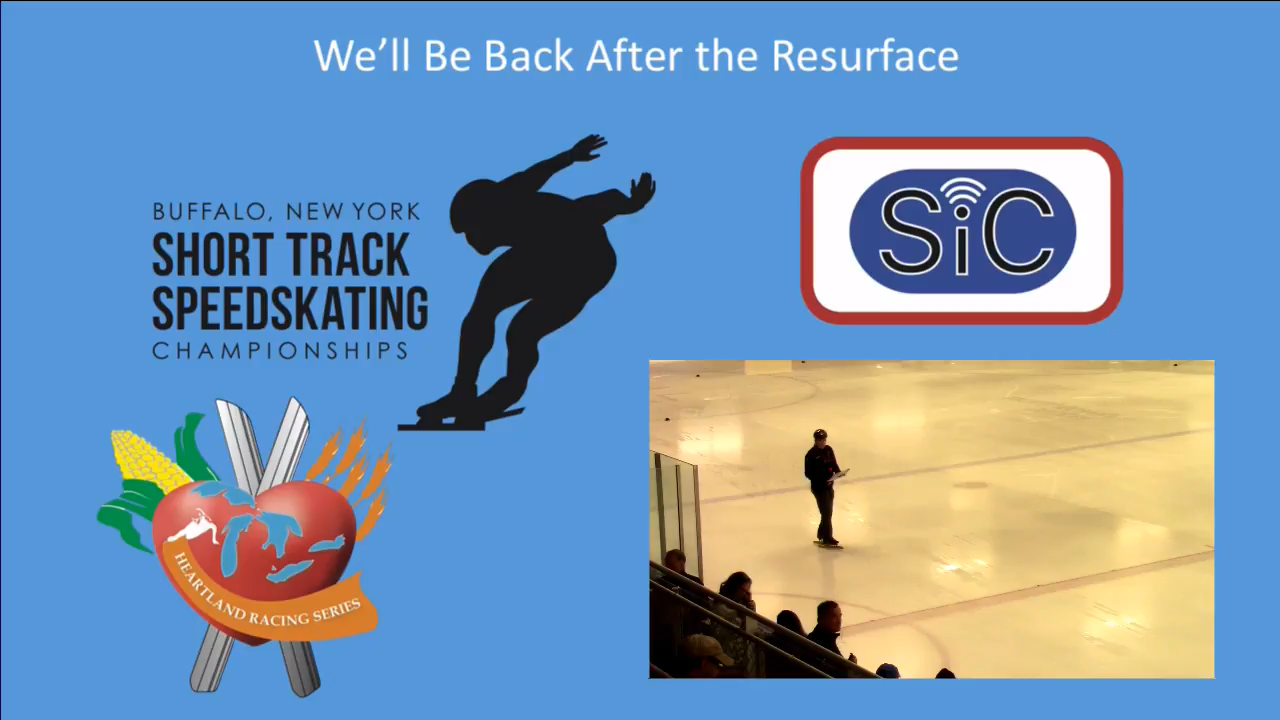 We'll Be Back After the Resurface
BUFFALO, NEW YORK
SHORT TRACK
SPEEDSKATING
CHAMPIONSHIPS
SiC
HEARTLAND RACING SERIES